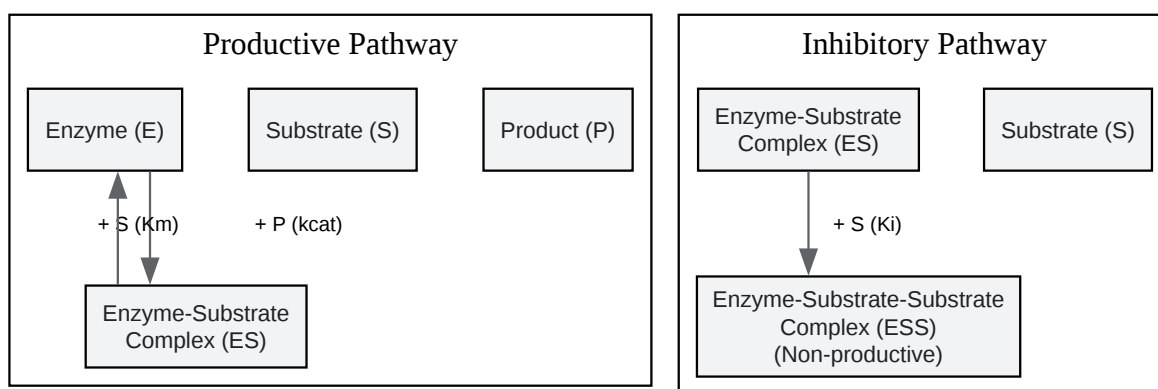 Productive Pathway
Enzyme (E)
Substrate (S)
Product (P)
+ S (Km)
+ P (kcat)
Enzyme-Substrate
Complex (ES)
Inhibitory Pathway
Enzyme-Substrate
Complex (ES)
Substrate (S)
+ S (Ki)
Enzyme-Substrate-Substrate
Complex (ESS)
(Non-productive)